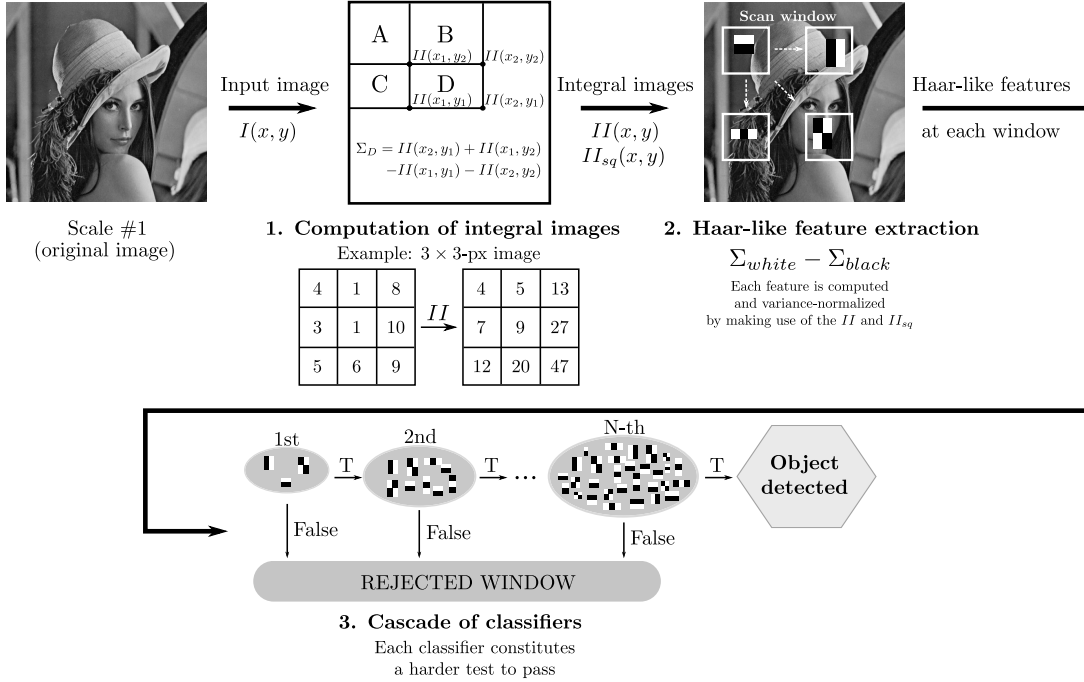 Scale #1
(original image)
Input image
I(x, y)
A
B
II(x₁, y₂)
II(x₂, y₂)
C
D
II(x₁, y₁)
II(x₂, y₁)
Σ_D = II(x₂, y₁) + II(x₁, y₂)
−II(x₁, y₁) − II(x₂, y₂)
Integral images
II(x, y)
II_sq(x, y)
Scan window
Haar-like features
at each window
1. Computation of integral images
Example: 3 × 3-px image
4 1 8
3 1 10
5 6 9
II
4 5 13
7 9 27
12 20 47
2. Haar-like feature extraction
Σ_white − Σ_black
Each feature is computed
and variance-normalized
by making use of the II and II_sq
1st
T
2nd
T
...
N-th
T
Object
detected
False
False
False
REJECTED WINDOW
3. Cascade of classifiers
Each classifier constitutes
a harder test to pass